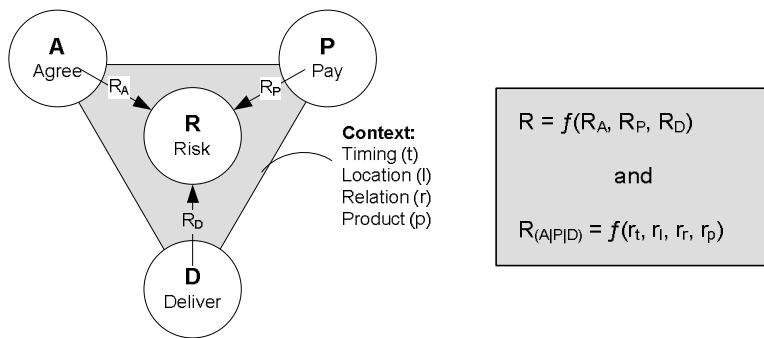 A
Agree
P
Pay
R_A
R_P
R
Risk
Context:
Timing (t)
Location (l)
Relation (r)
Product (p)
R_D
D
Deliver
R = f(R_A, R_P, R_D)
and
R_(A|P|D) = f(r_t, r_l, r_r, r_p)